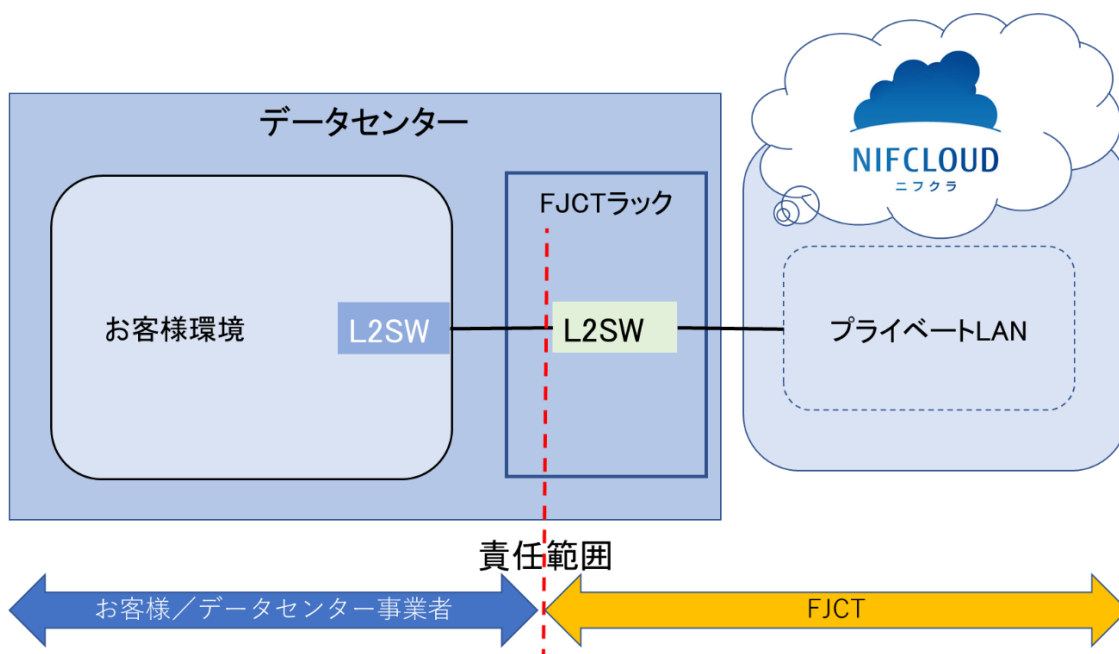 データセンター
NIFCLOUD
ニフクラ
FJCTラック
お客様環境
L2SW
L2SW
プライベートLAN
責任範囲
お客様／データセンター事業者
FJCT